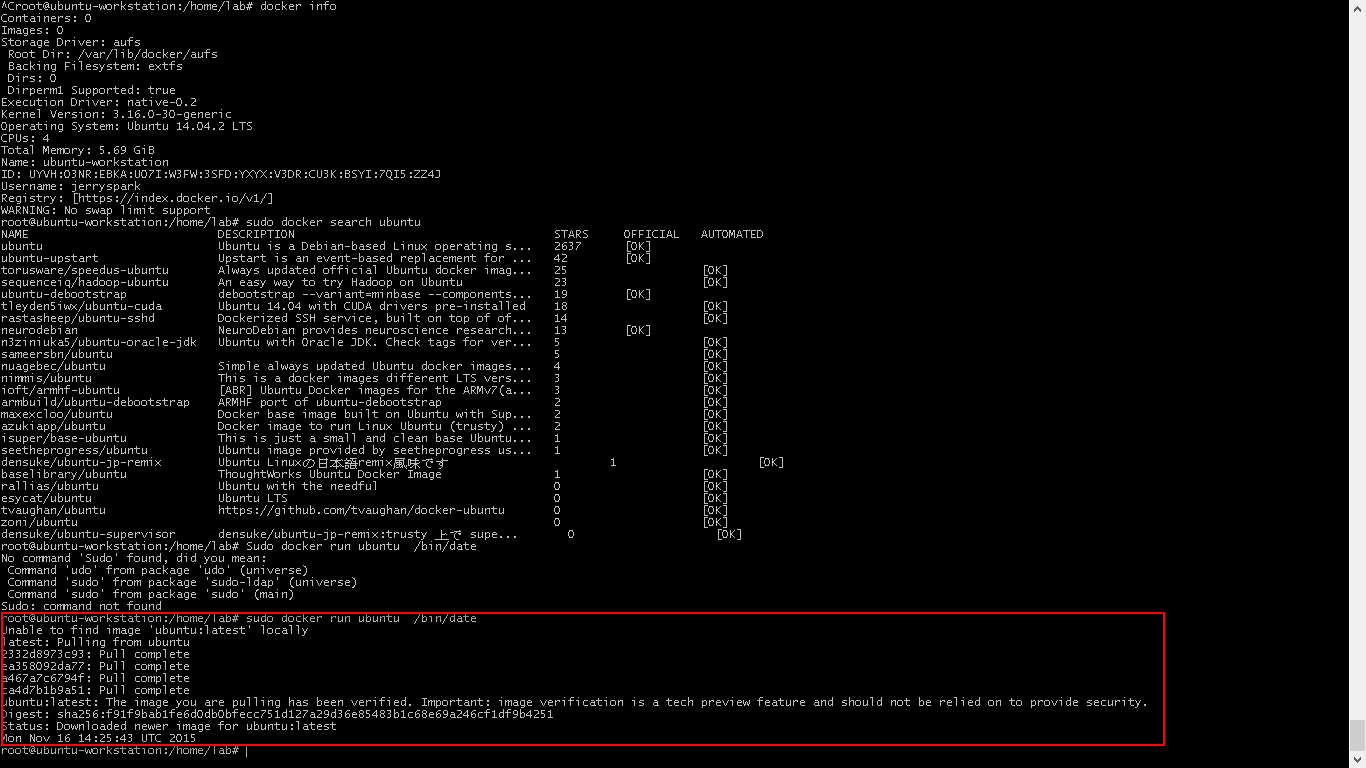 ^Croot@ubuntu-workstation:/home/lab# docker info
Containers: 0
Images: 0
Storage Driver: aufs
 Root Dir: /var/lib/docker/aufs
 Backing Filesystem: extfs
 Dirs: 0
 Dirperm1 Supported: true
Execution Driver: native-0.2
Kernel Version: 3.16.0-30-generic
Operating System: Ubuntu 14.04.2 LTS
CPUs: 4
Total Memory: 5.69 GiB
Name: ubuntu-workstation
ID: UYVH:O3NR:EBKA:UO7I:W3FW:3SFD:YXYX:V3DR:CU3K:BSYI:7QI5:ZZ4J
Username: jerryspark
Registry: [https://index.docker.io/v1/]
WARNING: No swap limit support
root@ubuntu-workstation:/home/lab# sudo docker search ubuntu
NAME DESCRIPTION STARS OFFICIAL AUTOMATED
ubuntu Ubuntu is a Debian-based Linux operating s... 2637 [OK]
ubuntu-upstart Upstart is an event-based replacement for ... 42 [OK]
torusware/speedus-ubuntu Always updated official Ubuntu docker imag... 25 [OK]
sequenceiq/hadoop-ubuntu An easy way to try Hadoop on Ubuntu 23 [OK]
ubuntu-debootstrap debootstrap --variant=minbase --components... 19 [OK]
tleyden5iwx/ubuntu-cuda Ubuntu 14.04 with CUDA drivers pre-installed 18 [OK]
rastasheep/ubuntu-sshd Dockerized SSH service, built on top of of... 14 [OK]
neurodebian NeuroDebian provides neuroscience research... 13 [OK]
n3ziniuka5/ubuntu-oracle-jdk Ubuntu with Oracle JDK. Check tags for ver... 5 [OK]
sameersbn/ubuntu 5 [OK]
nuagebec/ubuntu Simple always updated Ubuntu docker images... 4 [OK]
nimmis/ubuntu This is a docker images different LTS vers... 3 [OK]
ioft/armhf-ubuntu [ABR] Ubuntu Docker images for the ARMv7(a... 3 [OK]
armbuild/ubuntu-debootstrap ARMHF port of ubuntu-debootstrap 2 [OK]
maxexcloo/ubuntu Docker base image built on Ubuntu with Sup... 2 [OK]
azukiapp/ubuntu Docker image to run Linux Ubuntu (trusty) ... 2 [OK]
isuper/base-ubuntu This is just a small and clean base Ubuntu... 1 [OK]
seetheprogress/ubuntu Ubuntu image provided by seetheprogress us... 1 [OK]
densuke/ubuntu-jp-remix Ubuntu Linuxの日本語remix風味です 1 [OK]
baselibrary/ubuntu ThoughtWorks Ubuntu Docker Image 1 [OK]
rallias/ubuntu Ubuntu with the needful 0 [OK]
esycat/ubuntu Ubuntu LTS 0 [OK]
tvaughan/ubuntu https://github.com/tvaughan/docker-ubuntu 0 [OK]
zoni/ubuntu 0 [OK]
densuke/ubuntu-supervisor densuke/ubuntu-jp-remix:trusty 上で supe... 0 [OK]
root@ubuntu-workstation:/home/lab# Sudo docker run ubuntu  /bin/date
No command 'Sudo' found, did you mean:
 Command 'udo' from package 'udo' (universe)
 Command 'sudo' from package 'sudo-ldap' (universe)
 Command 'sudo' from package 'sudo' (main)
Sudo: command not found
root@ubuntu-workstation:/home/lab# sudo docker run ubuntu  /bin/date
Unable to find image 'ubuntu:latest' locally
latest: Pulling from ubuntu
2332d8973c93: Pull complete
ea358092da77: Pull complete
a467a7c6794f: Pull complete
ca4d7b1b9a51: Pull complete
ubuntu:latest: The image you are pulling has been verified. Important: image verification is a tech preview feature and should not be relied on to provide security.
Digest: sha256:f91f9bab1fe6d0db0bfecc751d127a29d36e85483b1c68e69a246cf1df9b4251
Status: Downloaded newer image for ubuntu:latest
Mon Nov 16 14:25:43 UTC 2015
root@ubuntu-workstation:/home/lab#